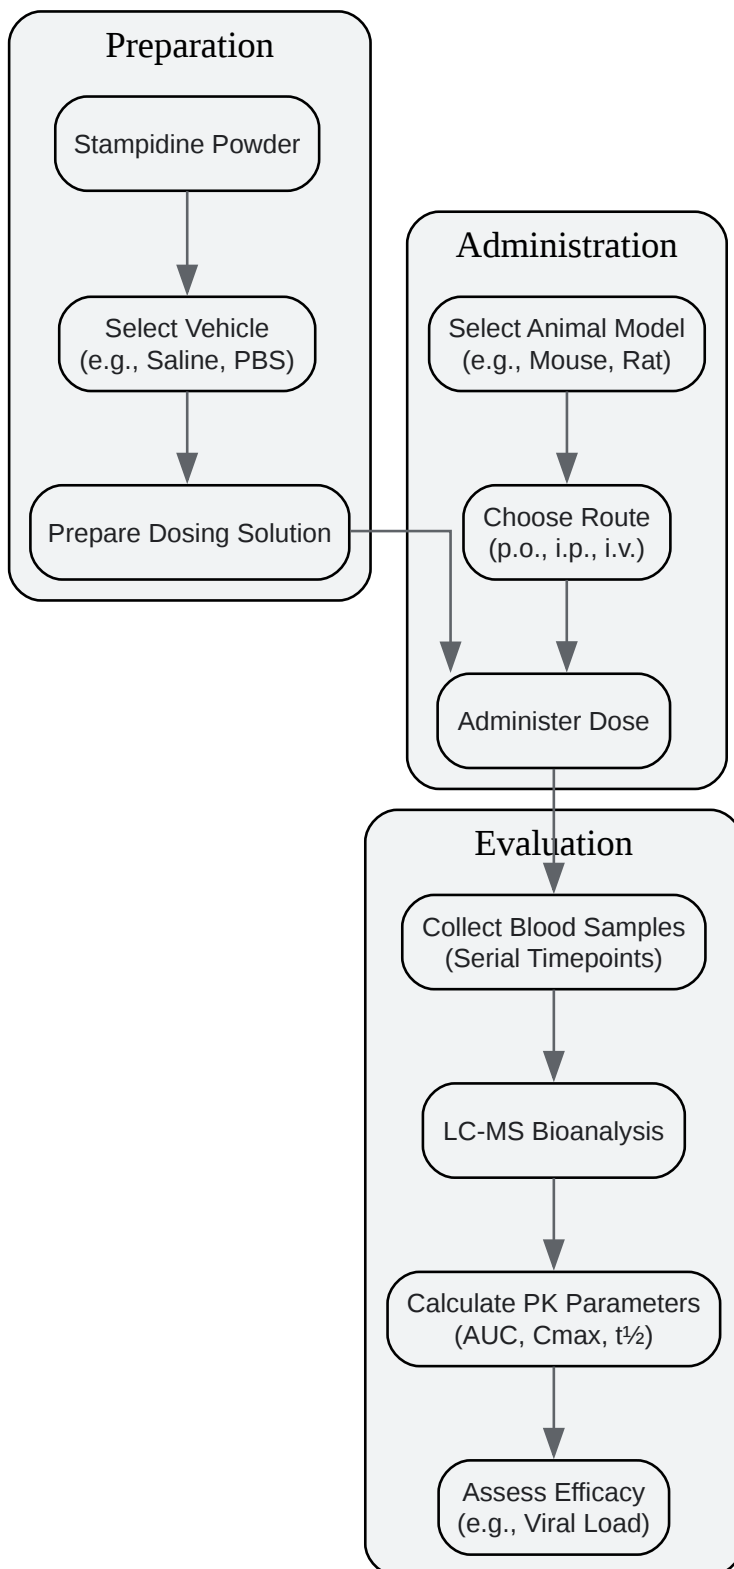 Preparation
Stampidine Powder
Select Vehicle
(e.g., Saline, PBS)
Prepare Dosing Solution
Administration
Select Animal Model
(e.g., Mouse, Rat)
Choose Route
(p.o., i.p., i.v.)
Administer Dose
Evaluation
Collect Blood Samples
(Serial Timepoints)
LC-MS Bioanalysis
Calculate PK Parameters
(AUC, Cmax, t½)
Assess Efficacy
(e.g., Viral Load)